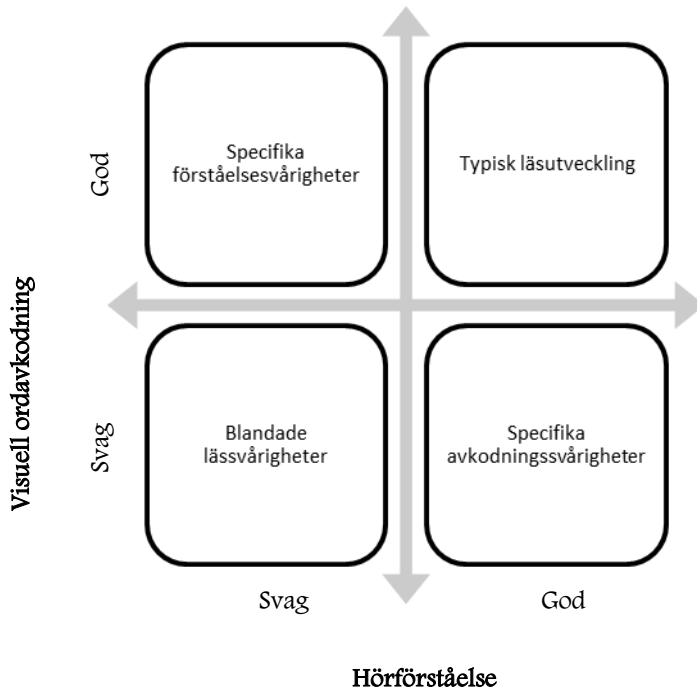 God
Specifika
förståelsesvårigheter
Typisk läsutveckling
Visuell ordavkodning
Svag
Blandade
lässvårigheter
Specifika
avkodningssvårigheter
Svag
God
Hörförståelse